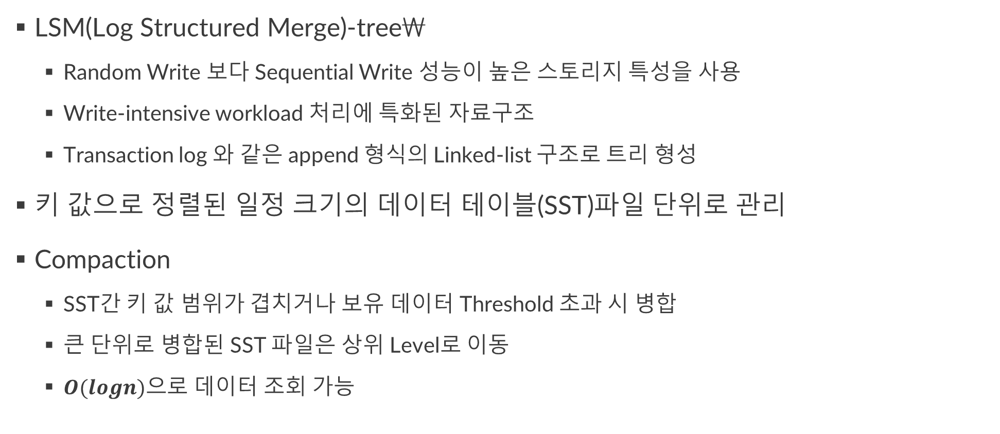 ▪ LSM(Log Structured Merge)-tree₩
▪ Random Write 보다 Sequential Write 성능이 높은 스토리지 특성을 사용
▪ Write-intensive workload 처리에 특화된 자료구조
▪ Transaction log 와 같은 append 형식의 Linked-list 구조로 트리 형성
▪ 키 값으로 정렬된 일정 크기의 데이터 테이블(SST)파일 단위로 관리
▪ Compaction
▪ SST간 키 값 범위가 겹치거나 보유 데이터 Threshold 초과 시 병합
▪ 큰 단위로 병합된 SST 파일은 상위 Level로 이동
▪ O(logn)으로 데이터 조회 가능